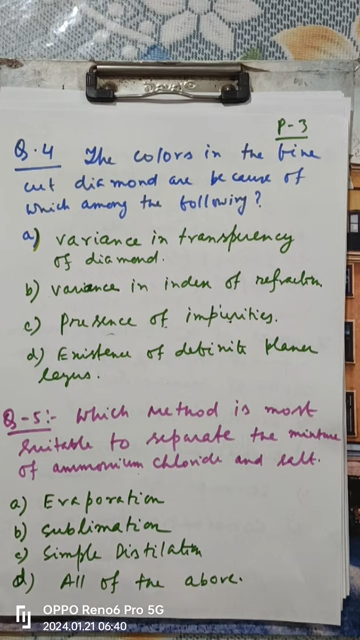 P-3
Q.4 The colors in the fine
cut diamond are because of
which among the following?
a) variance in transperency
of diamond.
b) variance in index of refraction
c) Presence of impurities.
d) Existence of definite planer
layers.
Q-5:- Which method is most
suitable to separate the mixture
of ammonium chloride and salt.
a) Evaporation
b) sublimation
c) Simple Distilation
d) All of the above.
OPPO Reno6 Pro 5G
2024.01.21 06:40